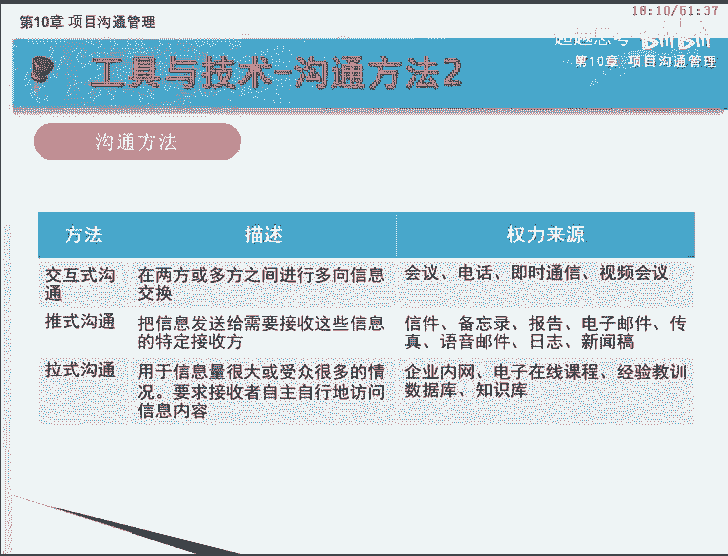 第10章 项目沟通管理
18:10/51:37
bilibili
工具与技术-沟通方法2
第10章 项目沟通管理
沟通方法
方法 描述 权力来源
交互式沟通 在两方或多方之间进行多向信息交换 会议、电话、即时通信、视频会议
推式沟通 把信息发送给需要接收这些信息的特定接收方 信件、备忘录、报告、电子邮件、传真、语音邮件、日志、新闻稿
拉式沟通 用于信息量很大或受众很多的情况。要求接收者自主自行地访问信息内容 企业内网、电子在线课程、经验教训数据库、知识库